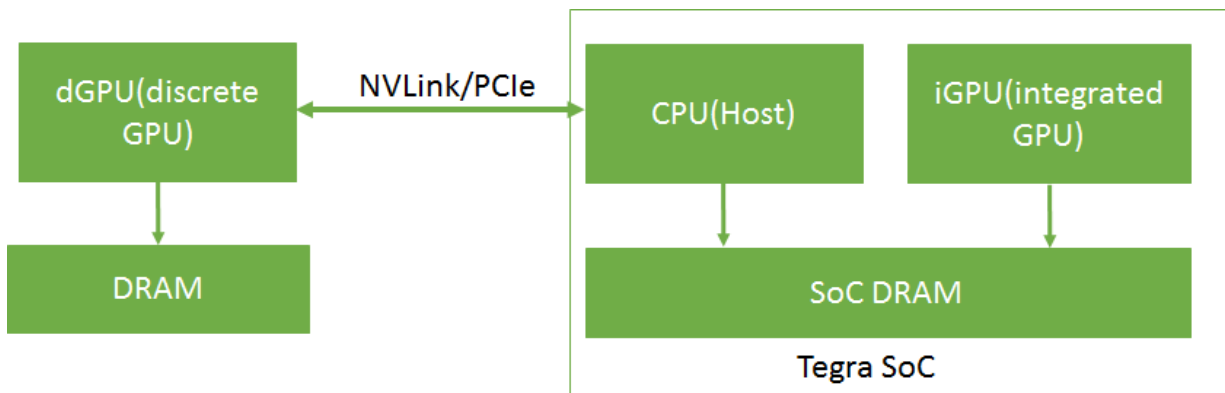 dGPU(discrete
GPU)
NVLink/PCIe
CPU(Host)
iGPU(integrated
GPU)
DRAM
SoC DRAM
Tegra SoC